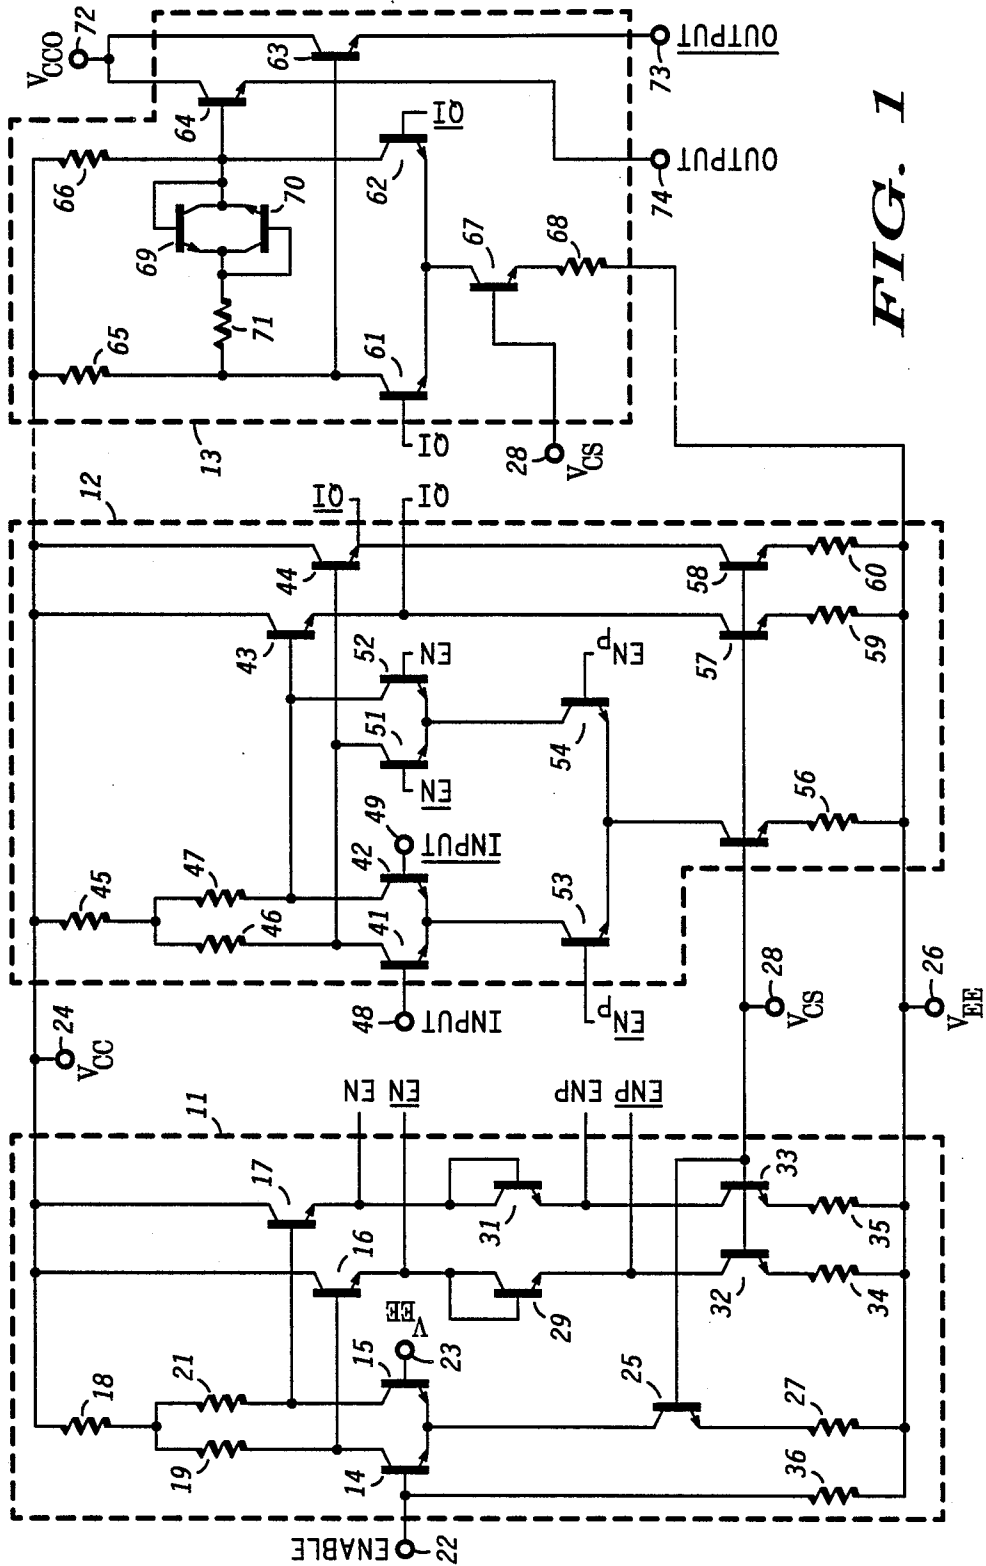 11
18
19
21
17
16
14
15
23
VEE
ENABLE
22
25
27
36
29
31
32
33
34
35
EN
EN
ENP
ENP
24
VCC
28
VCS
26
VEE
12
45
46
47
43
44
41
42
48
INPUT
49
INPUT
51
52
EN
EN
53
54
ENP
ENP
56
57
58
59
60
QI
QI
13
65
66
71
69
70
64
63
61
62
QI
QI
67
68
28
VCS
VCCO
72
73
OUTPUT
74
OUTPUT
FIG. 1